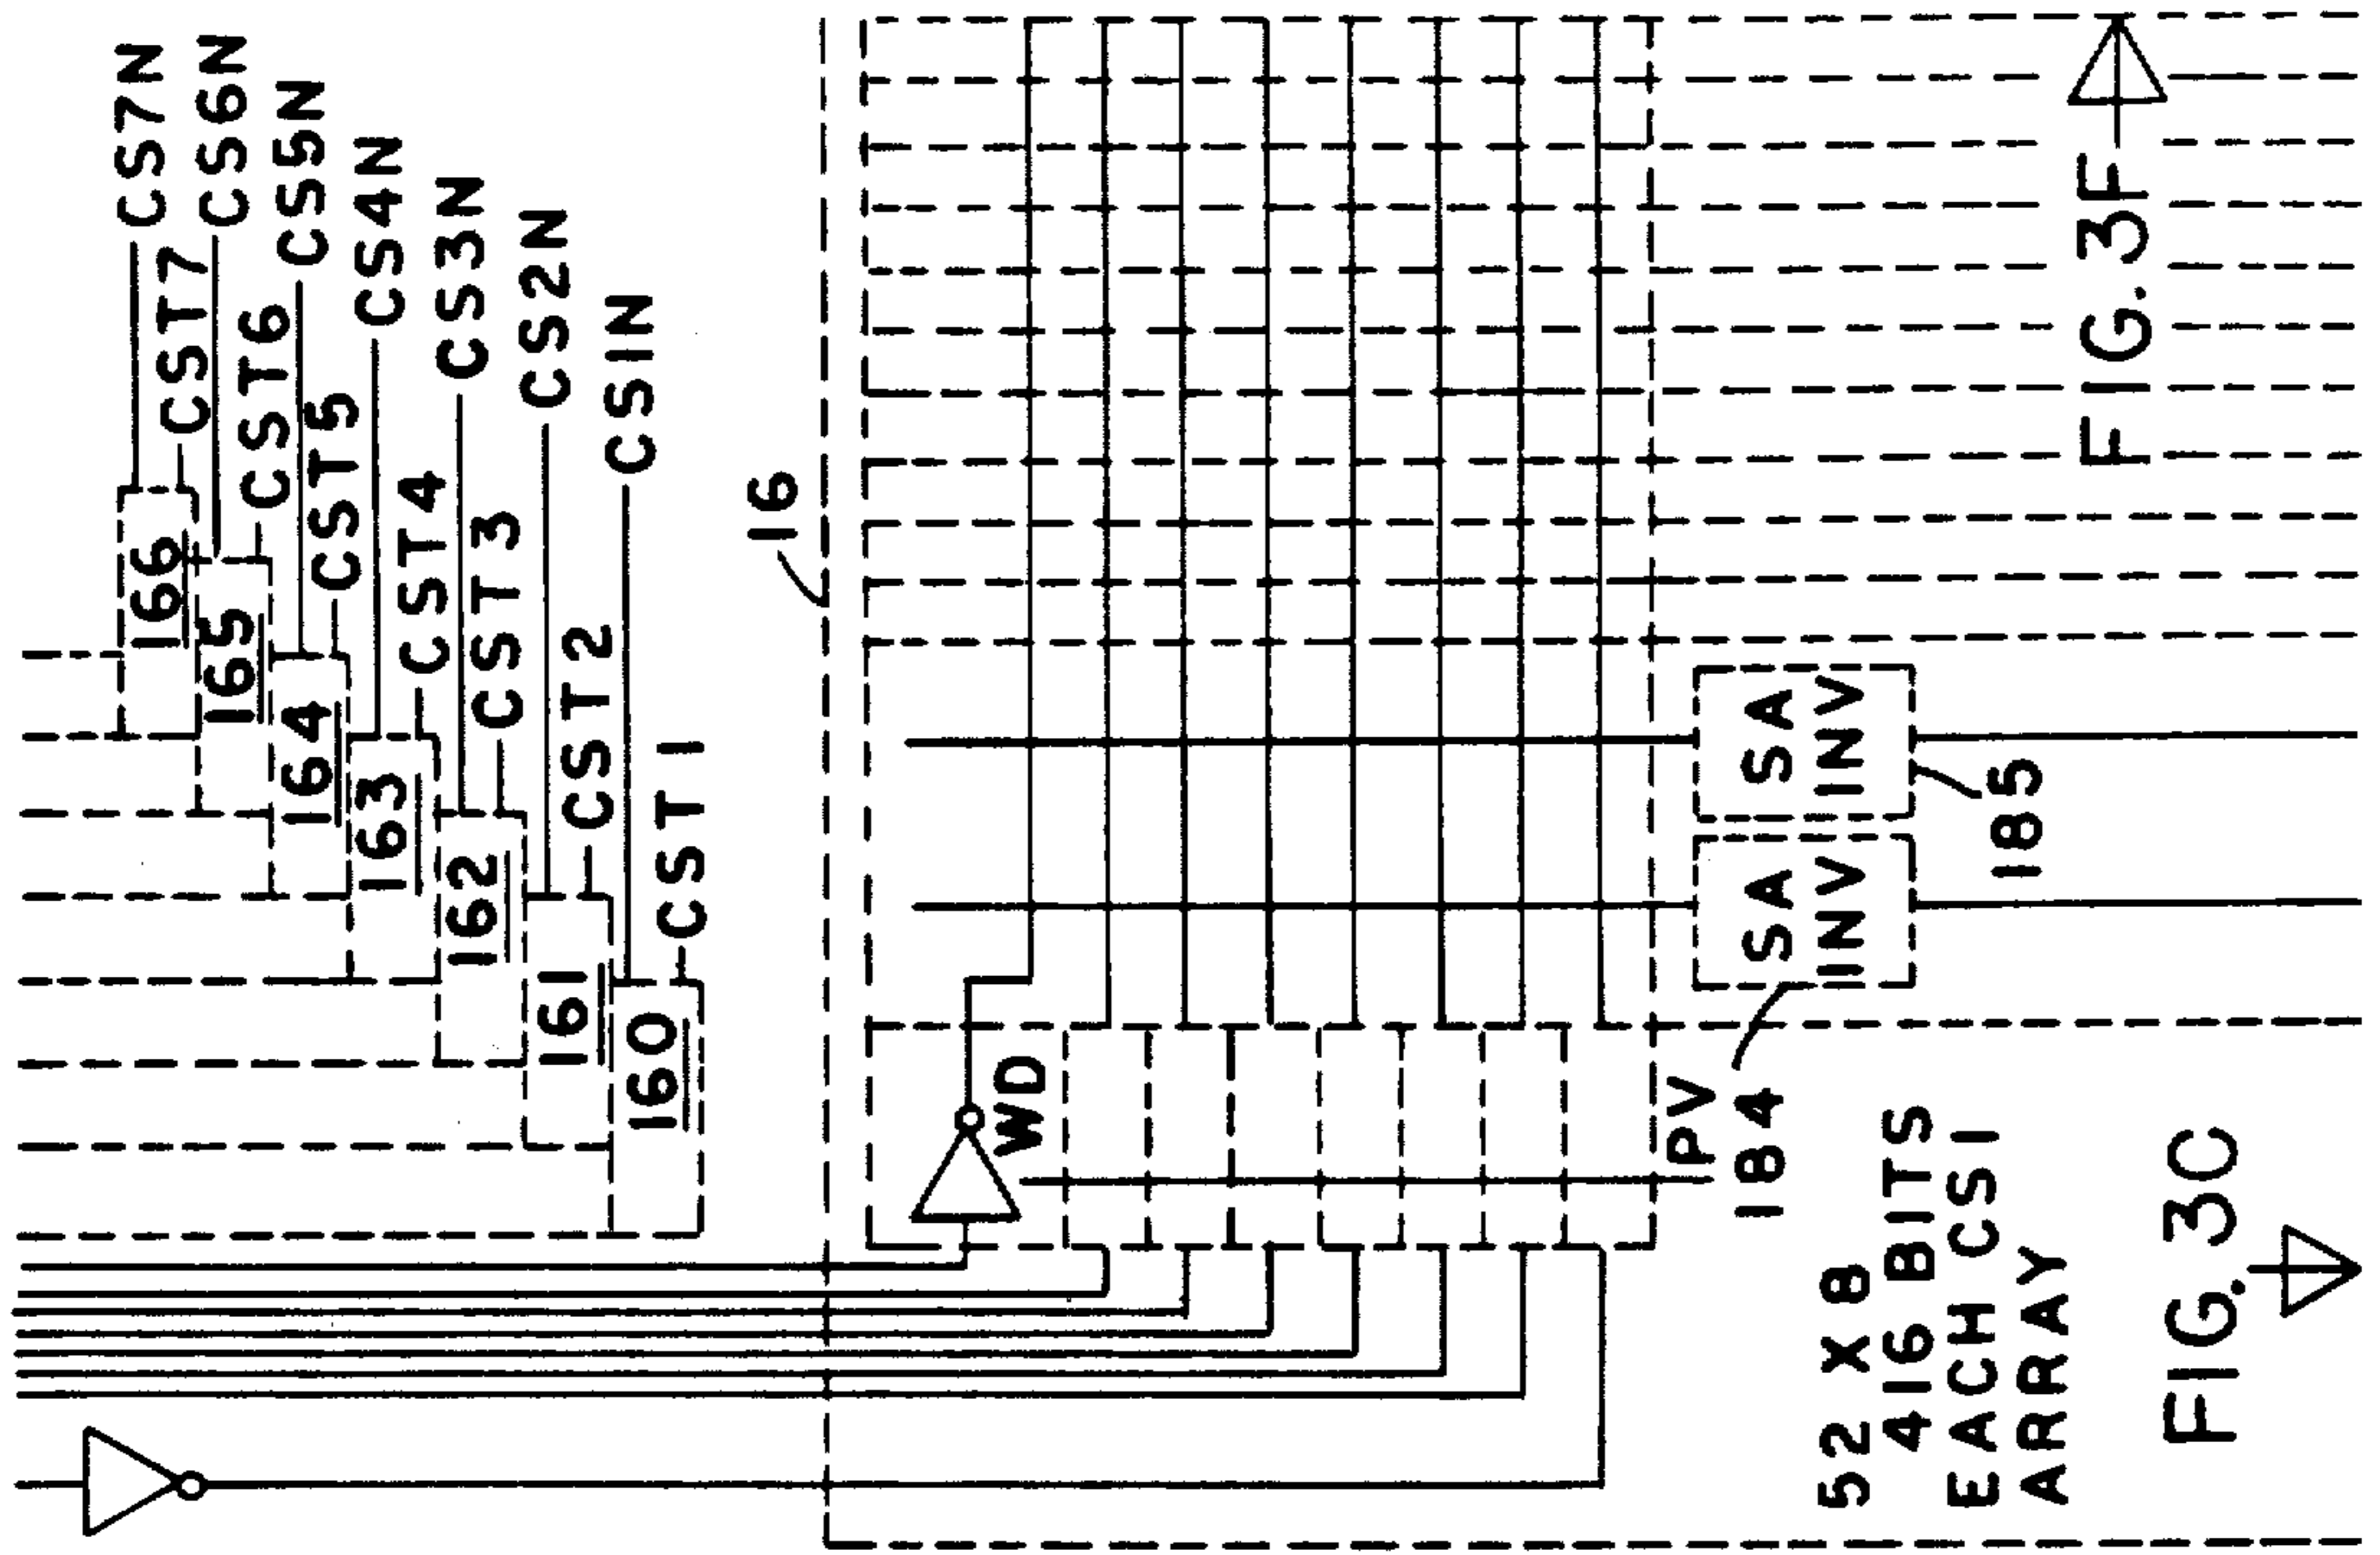 CS7N
CST7
CS6N
CST6
CS5N
CST5
CS4N
CST4
CS3N
CST3
CS2N
CST2
CS1N
CST1
166
165
164
163
162
161
160
16
WD
PV
184
SA
INV
SA
INV
185
52 X 8
416 BITS
EACH CSI
ARRAY
FIG. 3C
FIG. 3F